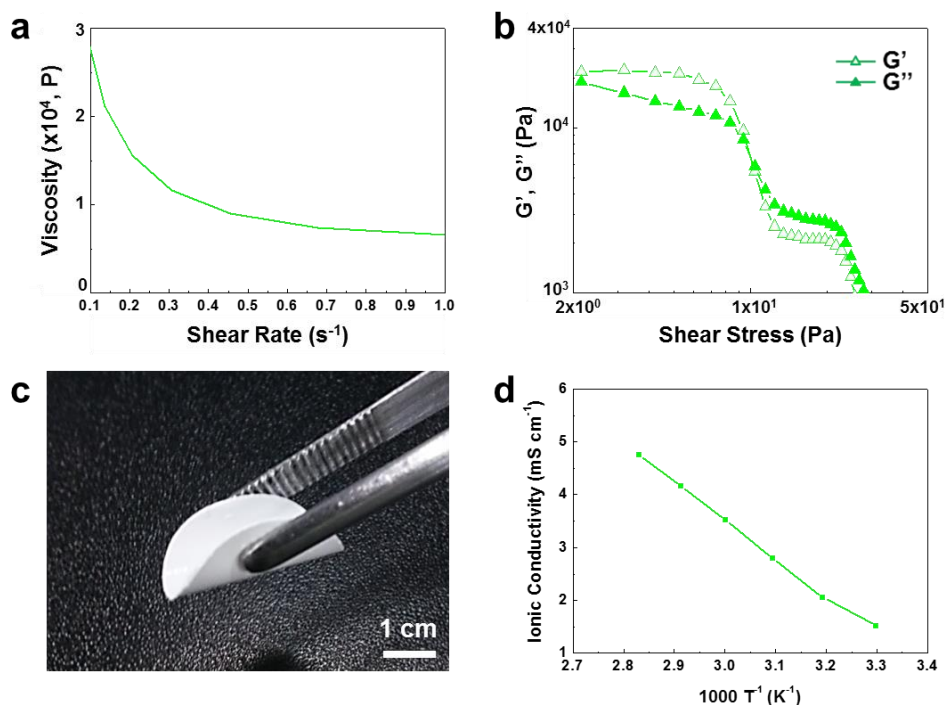 a
Viscosity (x10⁴, P)
3
2
1
0
0.1 0.2 0.3 0.4 0.5 0.6 0.7 0.8 0.9 1.0
Shear Rate (s⁻¹)
b
G’, G’’ (Pa)
4x10⁴
10⁴
10³
G’
G’’
2x10⁰ 1x10¹ 5x10¹
Shear Stress (Pa)
c
1 cm
d
Ionic Conductivity (mS cm⁻¹)
6
5
4
3
2
1
2.7 2.8 2.9 3.0 3.1 3.2 3.3 3.4
1000 T⁻¹ (K⁻¹)